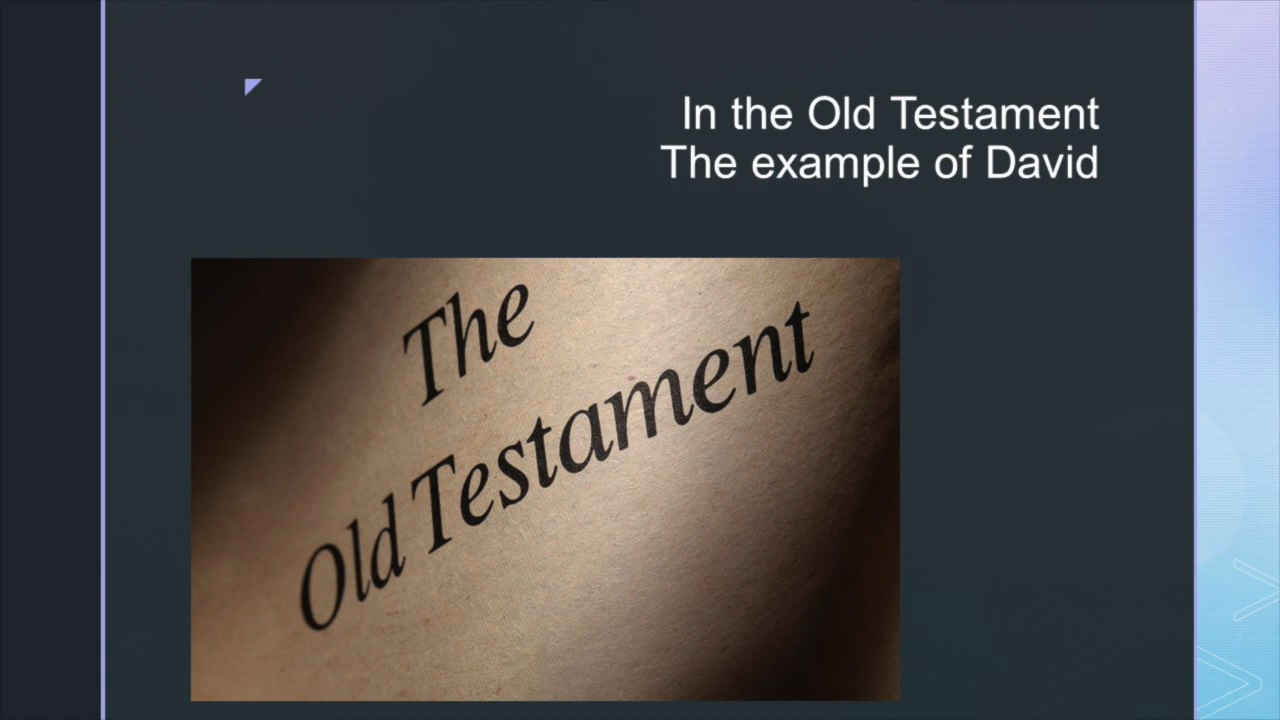 In the Old Testament
The example of David
The
Old Testament